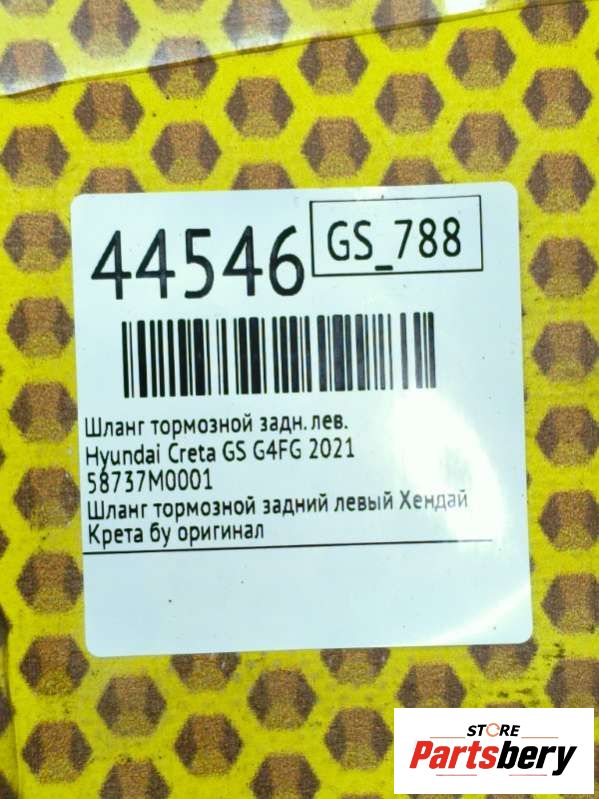 44546
GS_788
Шланг тормозной задн. лев.
Hyundai Creta GS G4FG 2021
58737M0001
Шланг тормозной задний левый Хендай
Крета бу оригинал
STORE
Partsbery